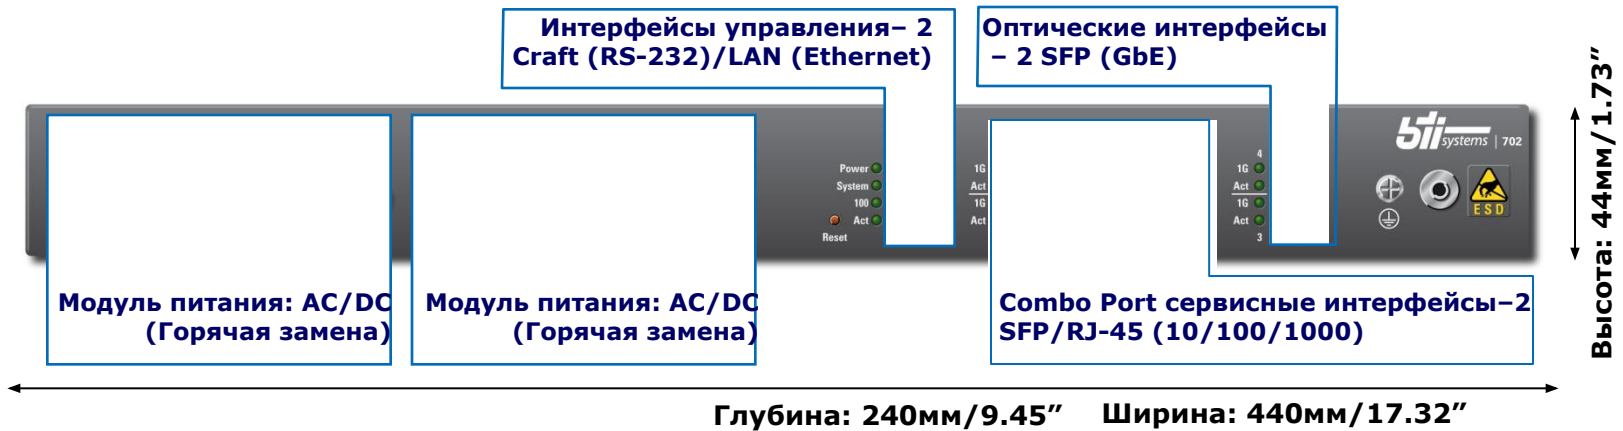 Интерфейсы управления– 2
Craft (RS-232)/LAN (Ethernet)
Оптические интерфейсы
– 2 SFP (GbE)
Высота: 44мм/1.73”
bti systems | 702
Power
System
100
Act
Reset
1G
Act
1G
Act
4
1G
Act
1G
Act
3
ESD
Модуль питания: AC/DC
(Горячая замена)
Модуль питания: AC/DC
(Горячая замена)
Combo Port сервисные интерфейсы–2
SFP/RJ-45 (10/100/1000)
Глубина: 240мм/9.45” Ширина: 440мм/17.32”